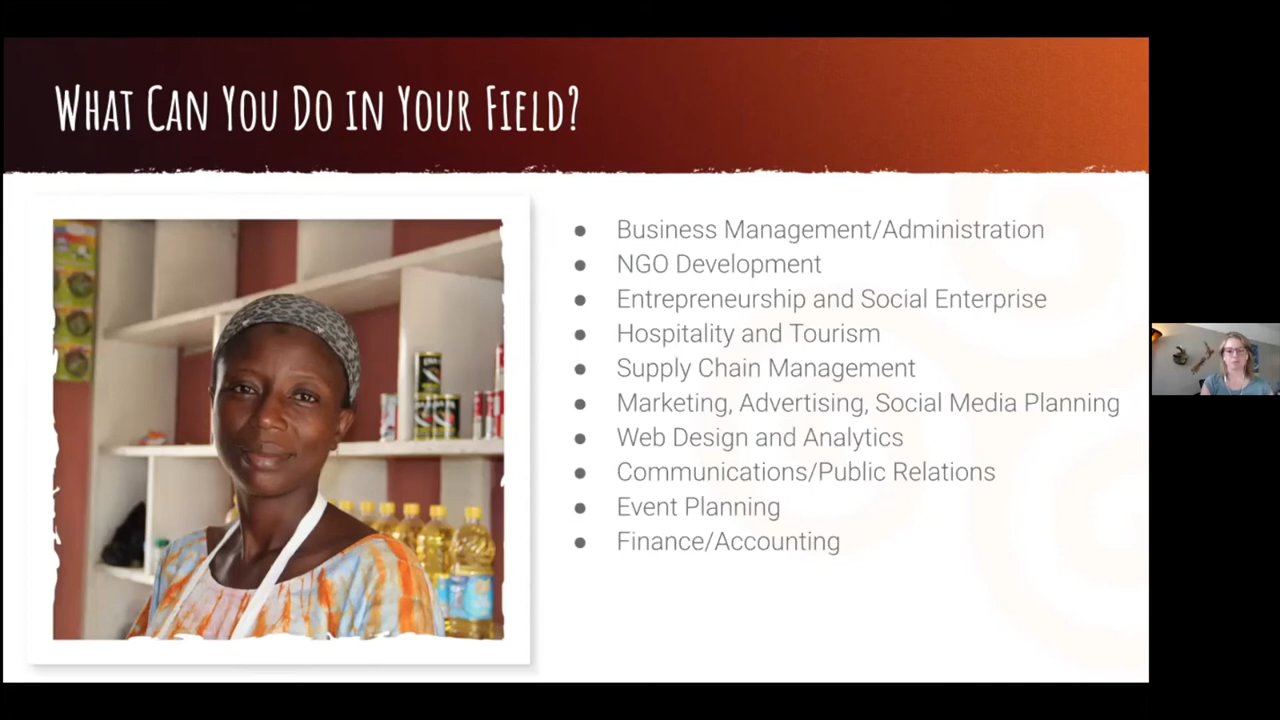 WHAT CAN YOU DO IN YOUR FIELD?
● Business Management/Administration
● NGO Development
● Entrepreneurship and Social Enterprise
● Hospitality and Tourism
● Supply Chain Management
● Marketing, Advertising, Social Media Planning
● Web Design and Analytics
● Communications/Public Relations
● Event Planning
● Finance/Accounting